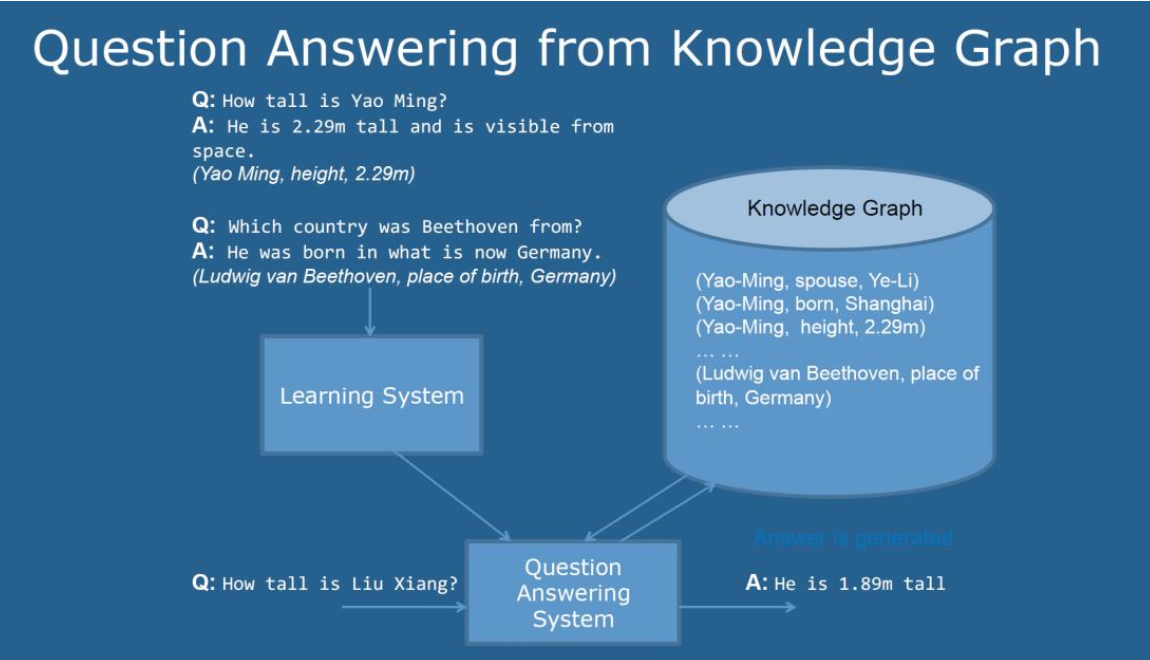 Question Answering from Knowledge Graph
Q: How tall is Yao Ming?
A: He is 2.29m tall and is visible from
space.
(Yao Ming, height, 2.29m)
Q: Which country was Beethoven from?
A: He was born in what is now Germany.
(Ludwig van Beethoven, place of birth, Germany)
Learning System
Knowledge Graph
(Yao-Ming, spouse, Ye-Li)
(Yao-Ming, born, Shanghai)
(Yao-Ming, height, 2.29m)
... ...
(Ludwig van Beethoven, place of
birth, Germany)
... ...
Q: How tall is Liu Xiang?
Question
Answering
System
Answer is generated
A: He is 1.89m tall